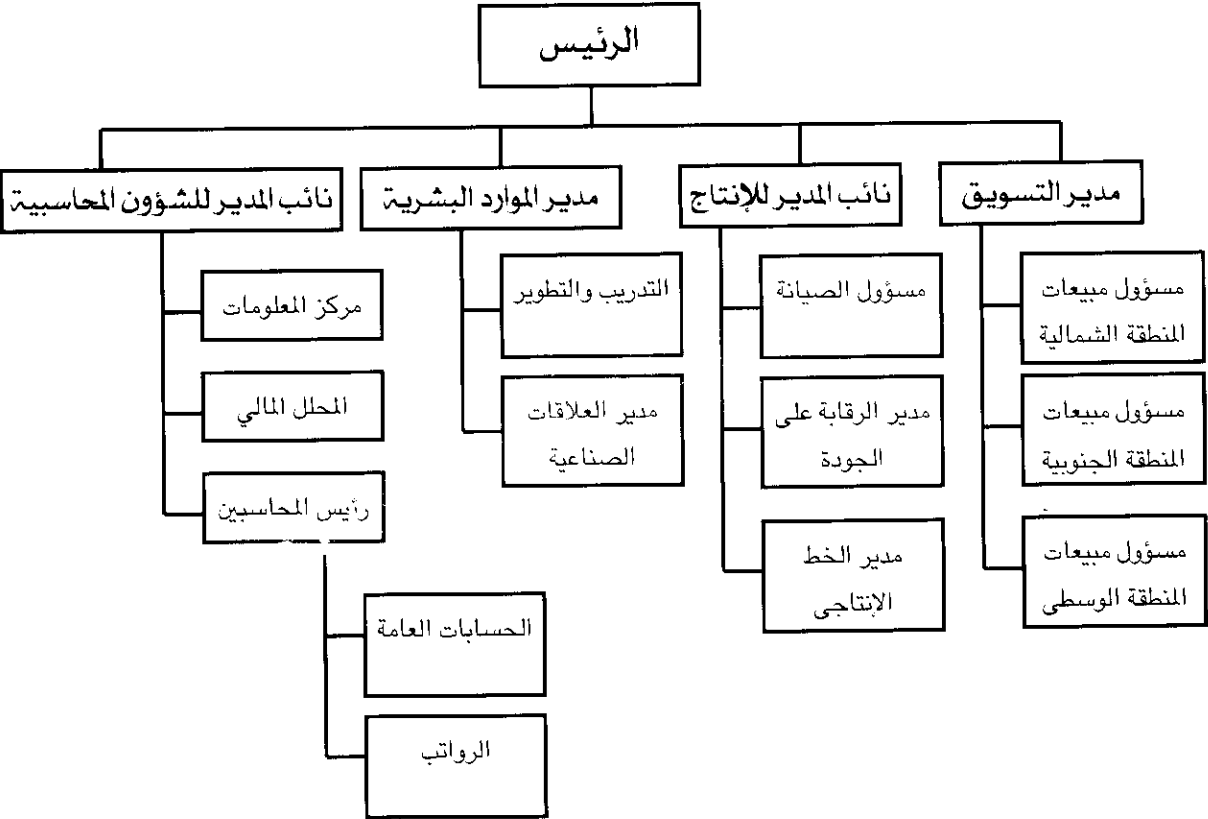 الرئيس
مدير التسويق
نائب المدير للإنتاج
مدير الموارد البشرية
نائب المدير للشؤون المحاسبية
مسؤول مبيعات
المنطقة الشمالية
مسؤول مبيعات
المنطقة الجنوبية
مسؤول مبيعات
المنطقة الوسطى
مسؤول الصيانة
مدير الرقابة على
الجودة
مدير الخط
الإنتاجى
التدريب والتطوير
مدير العلاقات
الصناعية
مركز المعلومات
المحلل المالي
رأيس المحاسبين
الحسابات العامة
الرواتب